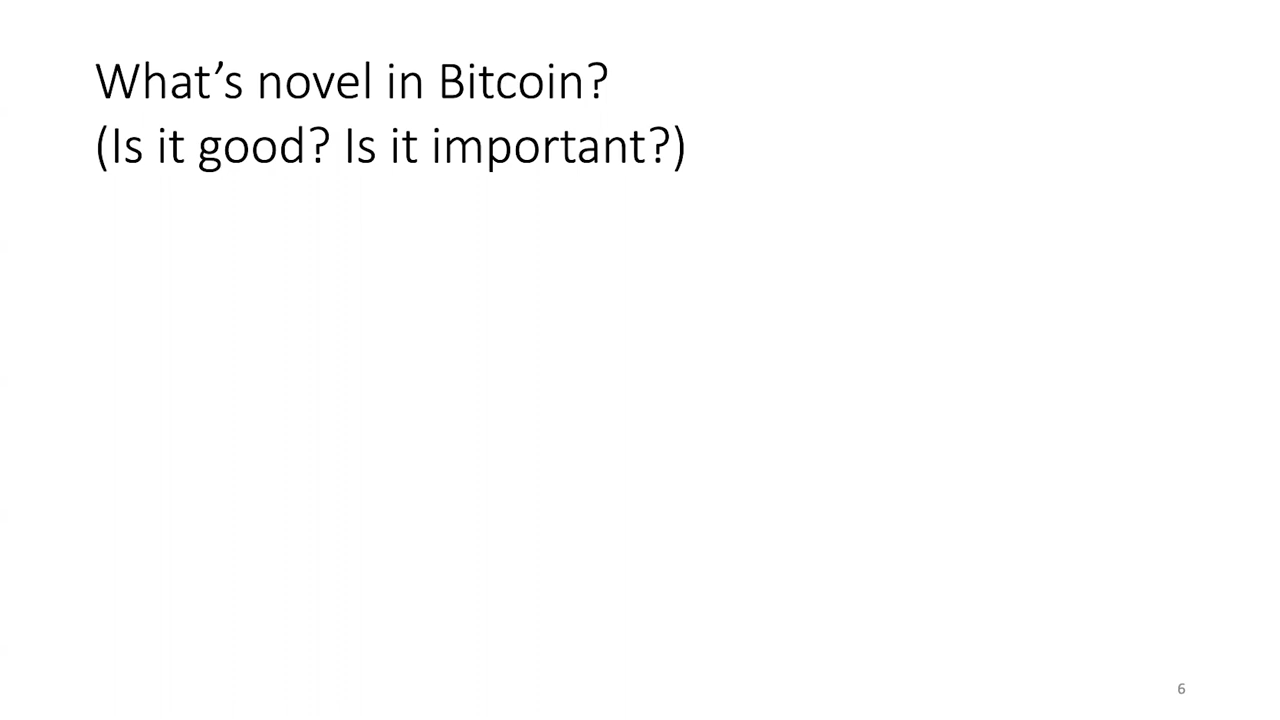 What’s novel in Bitcoin?
(Is it good? Is it important?)
6